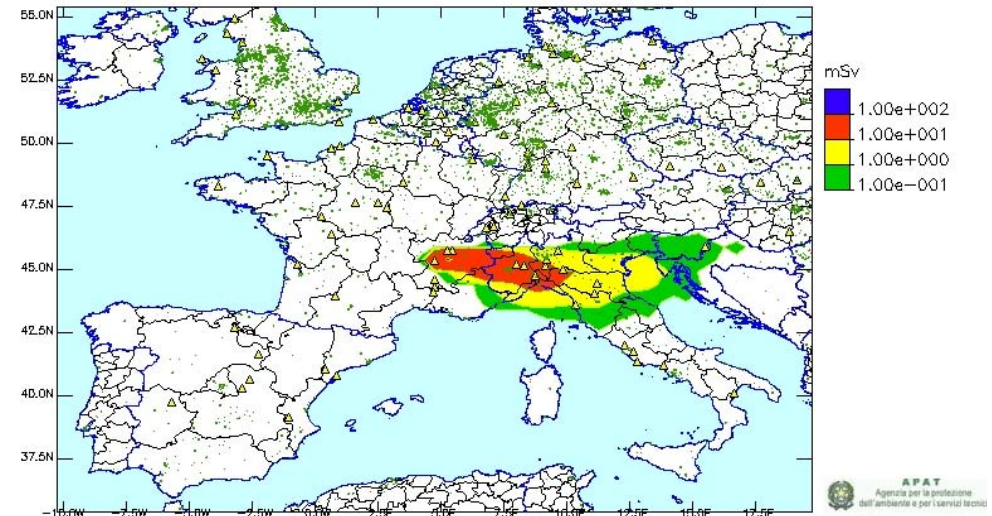 55.0N
52.5N
50.0N
47.5N
45.0N
42.5N
40.0N
37.5N
mSv
1.00e+002
1.00e+001
1.00e+000
1.00e-001
APAT
Agenzia per la protezione
dell'ambiente e per i servizi tecnici